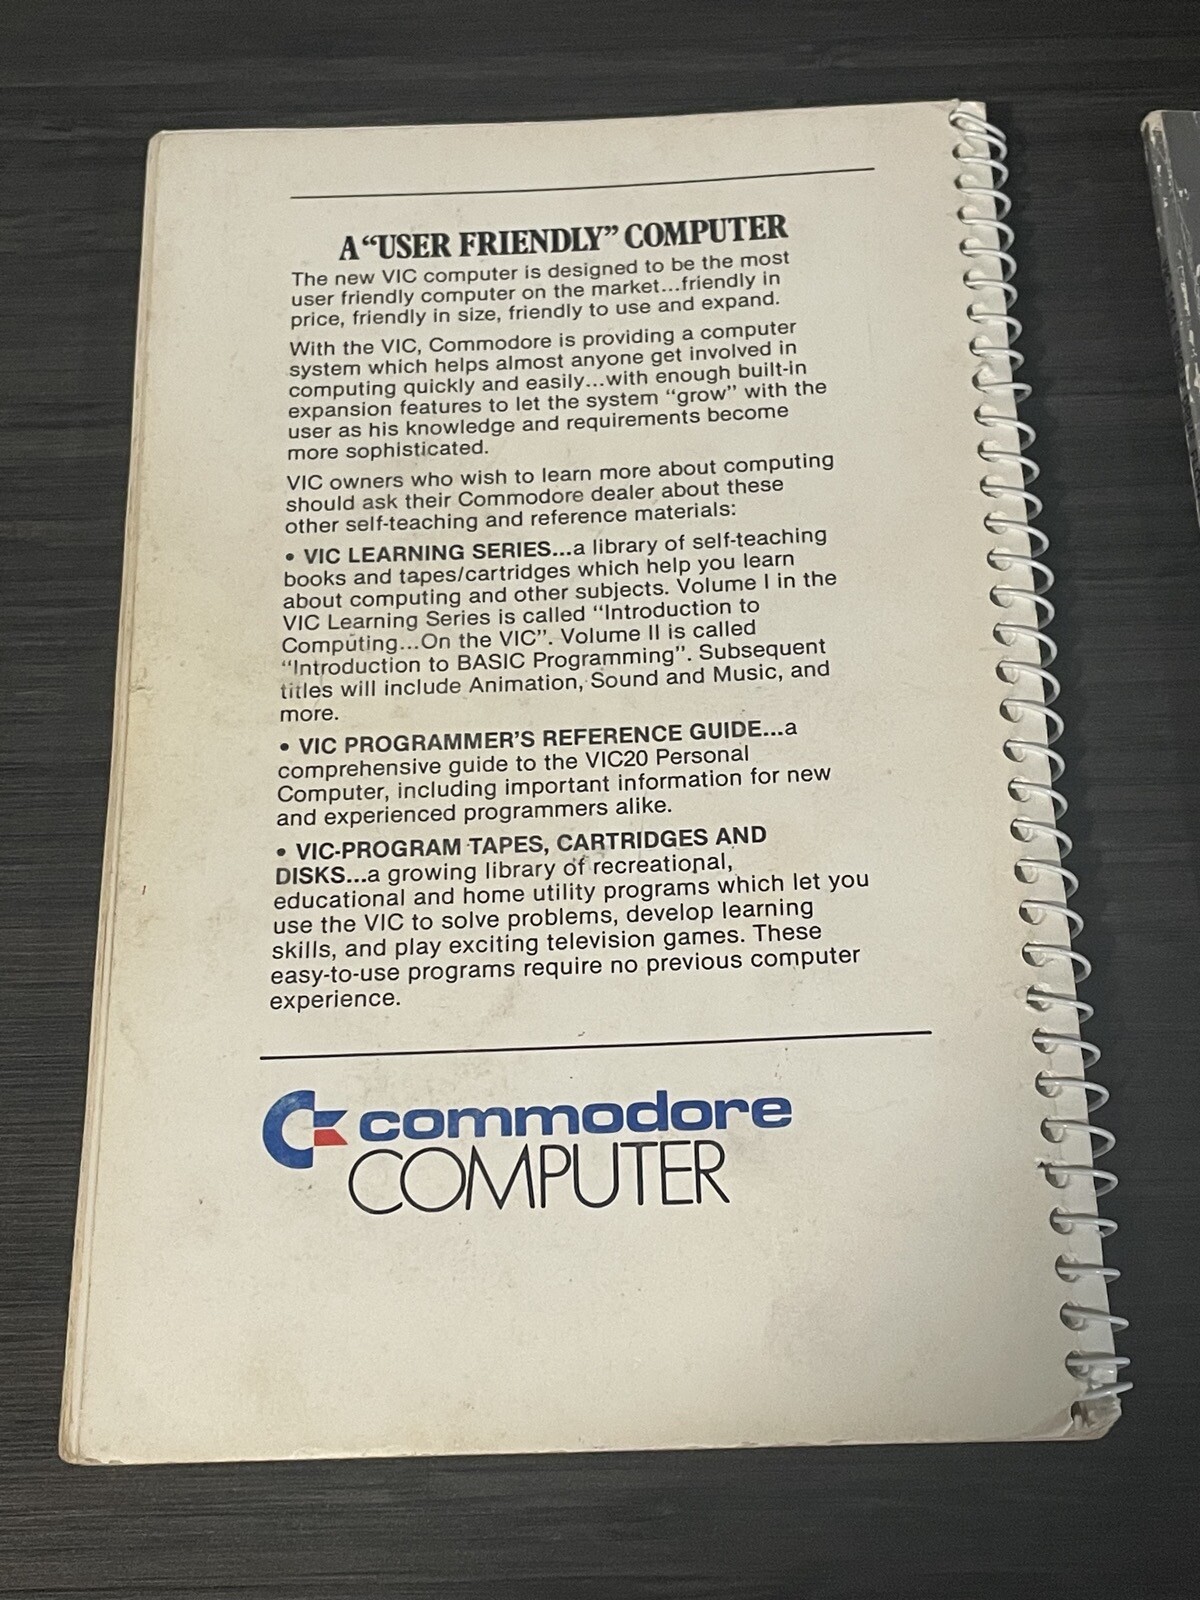 A “USER FRIENDLY” COMPUTER
The new VIC computer is designed to be the most
user friendly computer on the market...friendly in
price, friendly in size, friendly to use and expand.
With the VIC, Commodore is providing a computer
system which helps almost anyone get involved in
computing quickly and easily...with enough built-in
expansion features to let the system “grow” with the
user as his knowledge and requirements become
more sophisticated.
VIC owners who wish to learn more about computing
should ask their Commodore dealer about these
other self-teaching and reference materials:
• VIC LEARNING SERIES...a library of self-teaching
books and tapes/cartridges which help you learn
about computing and other subjects. Volume I in the
VIC Learning Series is called “Introduction to
Computing...On the VIC”. Volume II is called
“Introduction to BASIC Programming”. Subsequent
titles will include Animation, Sound and Music, and
more.
• VIC PROGRAMMER’S REFERENCE GUIDE...a
comprehensive guide to the VIC20 Personal
Computer, including important information for new
and experienced programmers alike.
• VIC-PROGRAM TAPES, CARTRIDGES AND
DISKS...a growing library of recreational,
educational and home utility programs which let you
use the VIC to solve problems, develop learning
skills, and play exciting television games. These
easy-to-use programs require no previous computer
experience.
commodore
COMPUTER